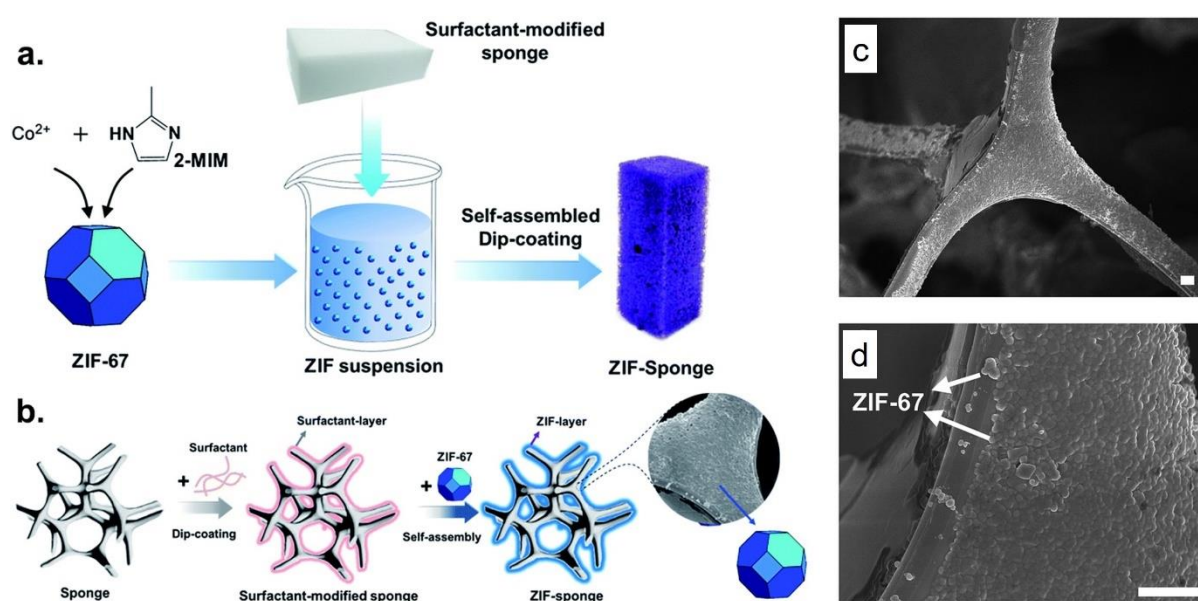 a.
Surfactant-modified
sponge
Co²⁺ +
HN
N
2-MIM
Self-assembled
Dip-coating
ZIF-67
ZIF suspension
ZIF-Sponge
b.
Surfactant
+
Dip-coating
Surfactant-layer
ZIF-67
+
Self-assembly
ZIF-layer
Sponge
Surfactant-modified sponge
ZIF-sponge
c
d
ZIF-67